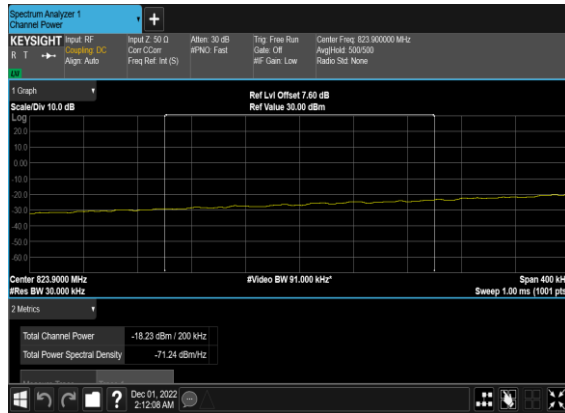 Spectrum Analyzer 1
Channel Power
+
KEYSIGHT Input: RF Input Z: 50 Ω Atten: 30 dB Trig: Free Run Center Freq: 823.900000 MHz
R T Coupling: DC Corr CCorr #PNO: Fast Gate: Off Avg|Hold: 500/500
Align: Auto Freq Ref: Int (S) #IF Gain: Low Radio Std: None
1 Graph Ref Lvl Offset 7.60 dB
Scale/Div 10.0 dB Ref Value 30.00 dBm
Log
20.0
10.0
0.00
-10.0
-20.0
-30.0
-40.0
-50.0
-60.0
Center 823.9000 MHz #Video BW 91.000 kHz* Span 400 kH
#Res BW 30.000 kHz Sweep 1.00 ms (1001 pts
2 Metrics
Total Channel Power -18.23 dBm / 200 kHz
Total Power Spectral Density -71.24 dBm/Hz
? Dec 01, 2022
2:12:08 AM